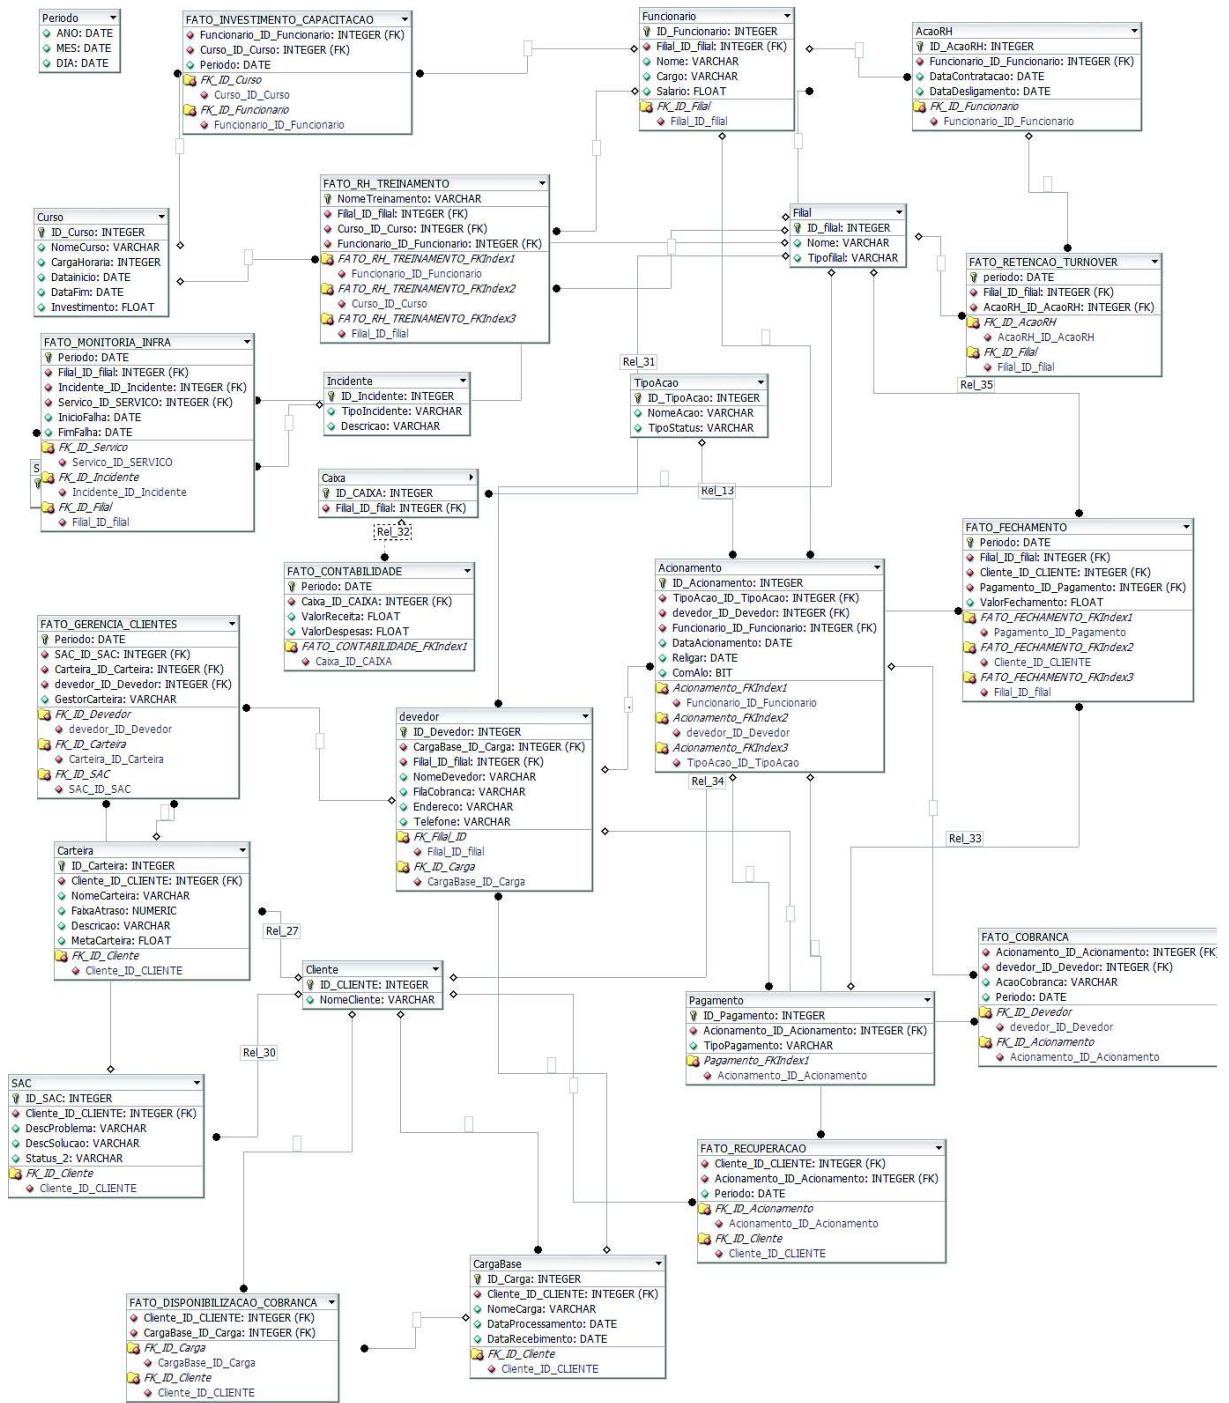 Periodo
ANO: DATE
MES: DATE
DIA: DATE
FATO_INVESTIMENTO_CAPACITACAO
Funcionario_ID_Funcionario: INTEGER (FK)
Curso_ID_Curso: INTEGER (FK)
Periodo: DATE
FK_ID_Curso
Curso_ID_Curso
FK_ID_Funcionario
Funcionario_ID_Funcionario
Funcionario
ID_Funcionario: INTEGER
Filial_ID_filial: INTEGER (FK)
Nome: VARCHAR
Cargo: VARCHAR
Salario: FLOAT
FK_ID_Filial
Filial_ID_filial
AcaoRH
ID_AcaoRH: INTEGER
Funcionario_ID_Funcionario: INTEGER (FK)
DataContratacao: DATE
DataDesligamento: DATE
FK_ID_Funcionario
Funcionario_ID_Funcionario
Curso
ID_Curso: INTEGER
NomeCurso: VARCHAR
CargaHoraria: INTEGER
Datainicio: DATE
DataFim: DATE
Investimento: FLOAT
FATO_RH_TREINAMENTO
NomeTreinamento: VARCHAR
Filial_ID_filial: INTEGER (FK)
Curso_ID_Curso: INTEGER (FK)
Funcionario_ID_Funcionario: INTEGER (FK)
FATO_RH_TREINAMENTO_FKIndex1
Funcionario_ID_Funcionario
FATO_RH_TREINAMENTO_FKIndex2
Curso_ID_Curso
FATO_RH_TREINAMENTO_FKIndex3
Filial_ID_filial
Filial
ID_filial: INTEGER
Nome: VARCHAR
Tipofilial: VARCHAR
FATO_RETENCAO_TURNOVER
periodo: DATE
Filial_ID_filial: INTEGER (FK)
AcaoRH_ID_AcaoRH: INTEGER (FK)
FK_ID_AcaoRH
AcaoRH_ID_AcaoRH
FK_ID_Filial
Filial_ID_filial
FATO_MONITORIA_INFRA
Periodo: DATE
Filial_ID_filial: INTEGER (FK)
Incidente_ID_Incidente: INTEGER (FK)
Servico_ID_SERVICO: INTEGER (FK)
InicioFalha: DATE
FimFalha: DATE
FK_ID_Servico
Servico_ID_SERVICO
FK_ID_Incidente
Incidente_ID_Incidente
FK_ID_Filial
Filial_ID_filial
S
Incidente
ID_Incidente: INTEGER
TipoIncidente: VARCHAR
Descricao: VARCHAR
Rel_31
TipoAcao
ID_TipoAcao: INTEGER
NomeAcao: VARCHAR
TipoStatus: VARCHAR
Rel_35
Caixa
ID_CAIXA: INTEGER
Filial_ID_filial: INTEGER (FK)
Rel_13
Rel_32
FATO_CONTABILIDADE
Periodo: DATE
Caixa_ID_CAIXA: INTEGER (FK)
ValorReceita: FLOAT
ValorDespesas: FLOAT
FATO_CONTABILIDADE_FKIndex1
Caixa_ID_CAIXA
Acionamento
ID_Acionamento: INTEGER
TipoAcao_ID_TipoAcao: INTEGER (FK)
devedor_ID_Devedor: INTEGER (FK)
Funcionario_ID_Funcionario: INTEGER (FK)
DataAcionamento: DATE
Religar: DATE
ComAlo: BIT
Acionamento_FKIndex1
Funcionario_ID_Funcionario
Acionamento_FKIndex2
devedor_ID_Devedor
Acionamento_FKIndex3
TipoAcao_ID_TipoAcao
FATO_FECHAMENTO
Periodo: DATE
Filial_ID_filial: INTEGER (FK)
Cliente_ID_CLIENTE: INTEGER (FK)
Pagamento_ID_Pagamento: INTEGER (FK)
ValorFechamento: FLOAT
FATO_FECHAMENTO_FKIndex1
Pagamento_ID_Pagamento
FATO_FECHAMENTO_FKIndex2
Cliente_ID_CLIENTE
FATO_FECHAMENTO_FKIndex3
Filial_ID_filial
FATO_GERENCIA_CLIENTES
Periodo: DATE
SAC_ID_SAC: INTEGER (FK)
Carteira_ID_Carteira: INTEGER (FK)
devedor_ID_Devedor: INTEGER (FK)
GestorCarteira: VARCHAR
FK_ID_Devedor
devedor_ID_Devedor
FK_ID_Carteira
Carteira_ID_Carteira
FK_ID_SAC
SAC_ID_SAC
devedor
ID_Devedor: INTEGER
CargaBase_ID_Carga: INTEGER (FK)
Filial_ID_filial: INTEGER (FK)
NomeDevedor: VARCHAR
FilaCobranca: VARCHAR
Endereco: VARCHAR
Telefone: VARCHAR
FK_Filial_ID
Filial_ID_filial
FK_ID_Carga
CargaBase_ID_Carga
Rel_34
Rel_33
Carteira
ID_Carteira: INTEGER
Cliente_ID_CLIENTE: INTEGER (FK)
NomeCarteira: VARCHAR
FaixaAtraso: NUMERIC
Descricao: VARCHAR
MetaCarteira: FLOAT
FK_ID_Cliente
Cliente_ID_CLIENTE
Rel_27
Cliente
ID_CLIENTE: INTEGER
NomeCliente: VARCHAR
FATO_COBRANCA
Acionamento_ID_Acionamento: INTEGER (FK)
devedor_ID_Devedor: INTEGER (FK)
AcaoCobranca: VARCHAR
Periodo: DATE
FK_ID_Devedor
devedor_ID_Devedor
FK_ID_Acionamento
Acionamento_ID_Acionamento
Pagamento
ID_Pagamento: INTEGER
Acionamento_ID_Acionamento: INTEGER (FK)
TipoPagamento: VARCHAR
Pagamento_FKIndex1
Acionamento_ID_Acionamento
Rel_30
SAC
ID_SAC: INTEGER
Cliente_ID_CLIENTE: INTEGER (FK)
DescProblema: VARCHAR
DescSolucao: VARCHAR
Status_2: VARCHAR
FK_ID_Cliente
Cliente_ID_CLIENTE
FATO_RECUPERACAO
Cliente_ID_CLIENTE: INTEGER (FK)
Acionamento_ID_Acionamento: INTEGER (FK)
Periodo: DATE
FK_ID_Acionamento
Acionamento_ID_Acionamento
FK_ID_Cliente
Cliente_ID_CLIENTE
CargaBase
ID_Carga: INTEGER
Cliente_ID_CLIENTE: INTEGER (FK)
NomeCarga: VARCHAR
DataProcessamento: DATE
DataRecebimento: DATE
FK_ID_Cliente
Cliente_ID_CLIENTE
FATO_DISPONIBILIZACAO_COBRANCA
Cliente_ID_CLIENTE: INTEGER (FK)
CargaBase_ID_Carga: INTEGER (FK)
FK_ID_Carga
CargaBase_ID_Carga
FK_ID_Cliente
Cliente_ID_CLIENTE